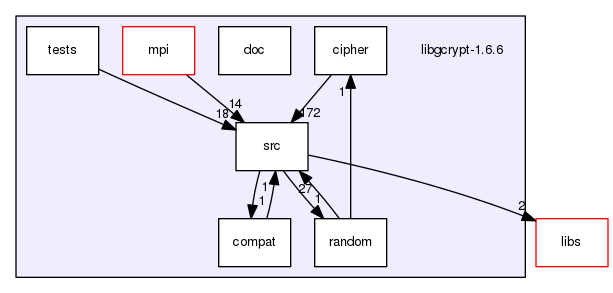 tests
mpi
doc
cipher
libgcrypt-1.6.6
1
14
18
172
src
1
27
1
1
2
compat
random
libs